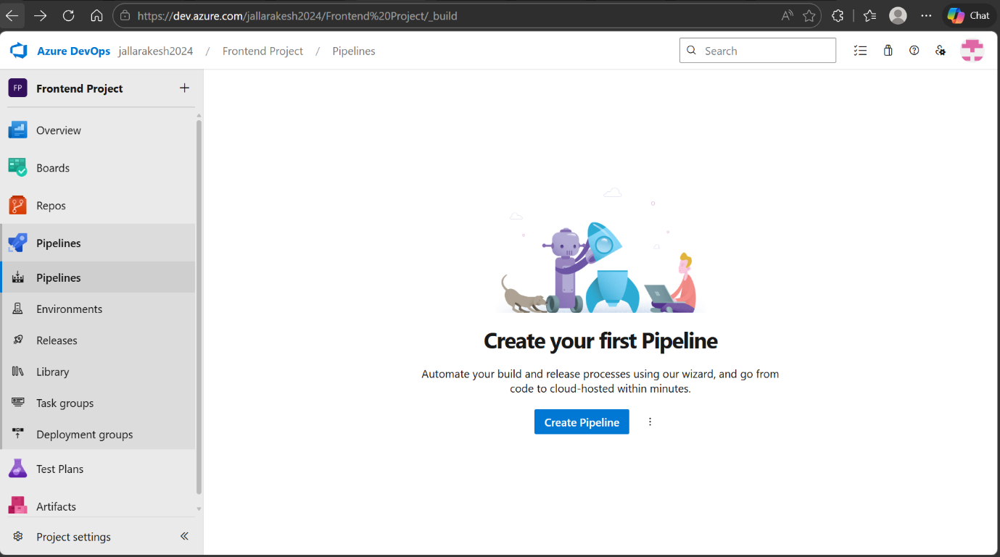 https://dev.azure.com/jallarakesh2024/Frontend%20Project/_build
Chat
Azure DevOps jallarakesh2024 / Frontend Project / Pipelines
Search
FP Frontend Project
Overview
Boards
Repos
Pipelines
Pipelines
Environments
Releases
Library
Task groups
Deployment groups
Test Plans
Artifacts
Project settings
Create your first Pipeline
Automate your build and release processes using our wizard, and go from
code to cloud-hosted within minutes.
Create Pipeline